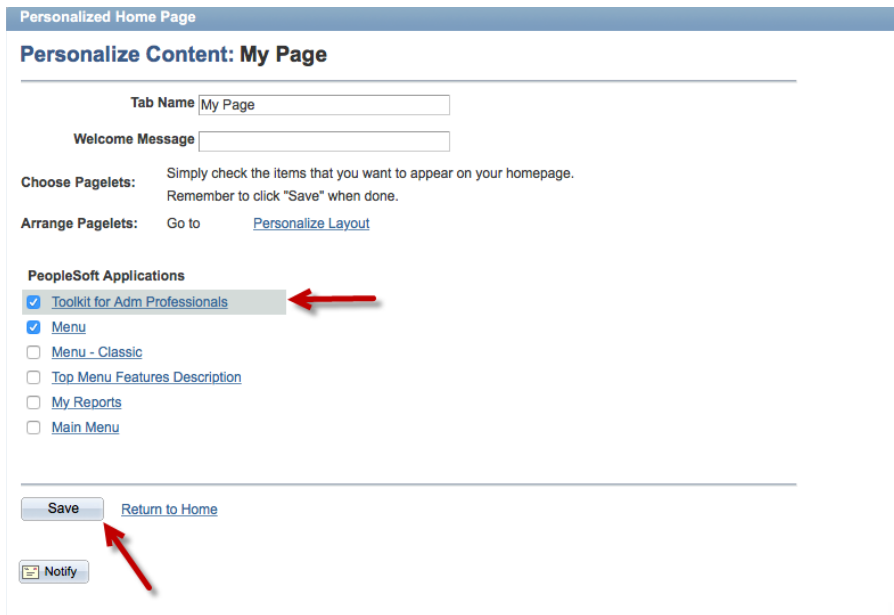 Personalized Home Page
Personalize Content: My Page
Tab Name My Page
Welcome Message
Choose Pagelets: Simply check the items that you want to appear on your homepage.
Remember to click "Save" when done.
Arrange Pagelets: Go to Personalize Layout
PeopleSoft Applications
Toolkit for Adm Professionals
Menu
Menu - Classic
Top Menu Features Description
My Reports
Main Menu
Save Return to Home
Notify